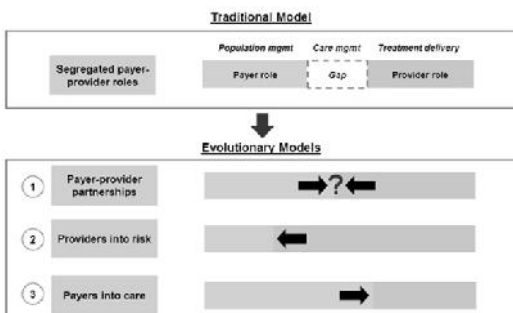 Traditional Model
Population mgmt Care mgmt Treatment delivery
Segregated payer-
provider roles
Payer role Gap Provider role
Evolutionary Models
1 Payer-provider
partnerships
?
2 Providers into risk
3 Payers into care